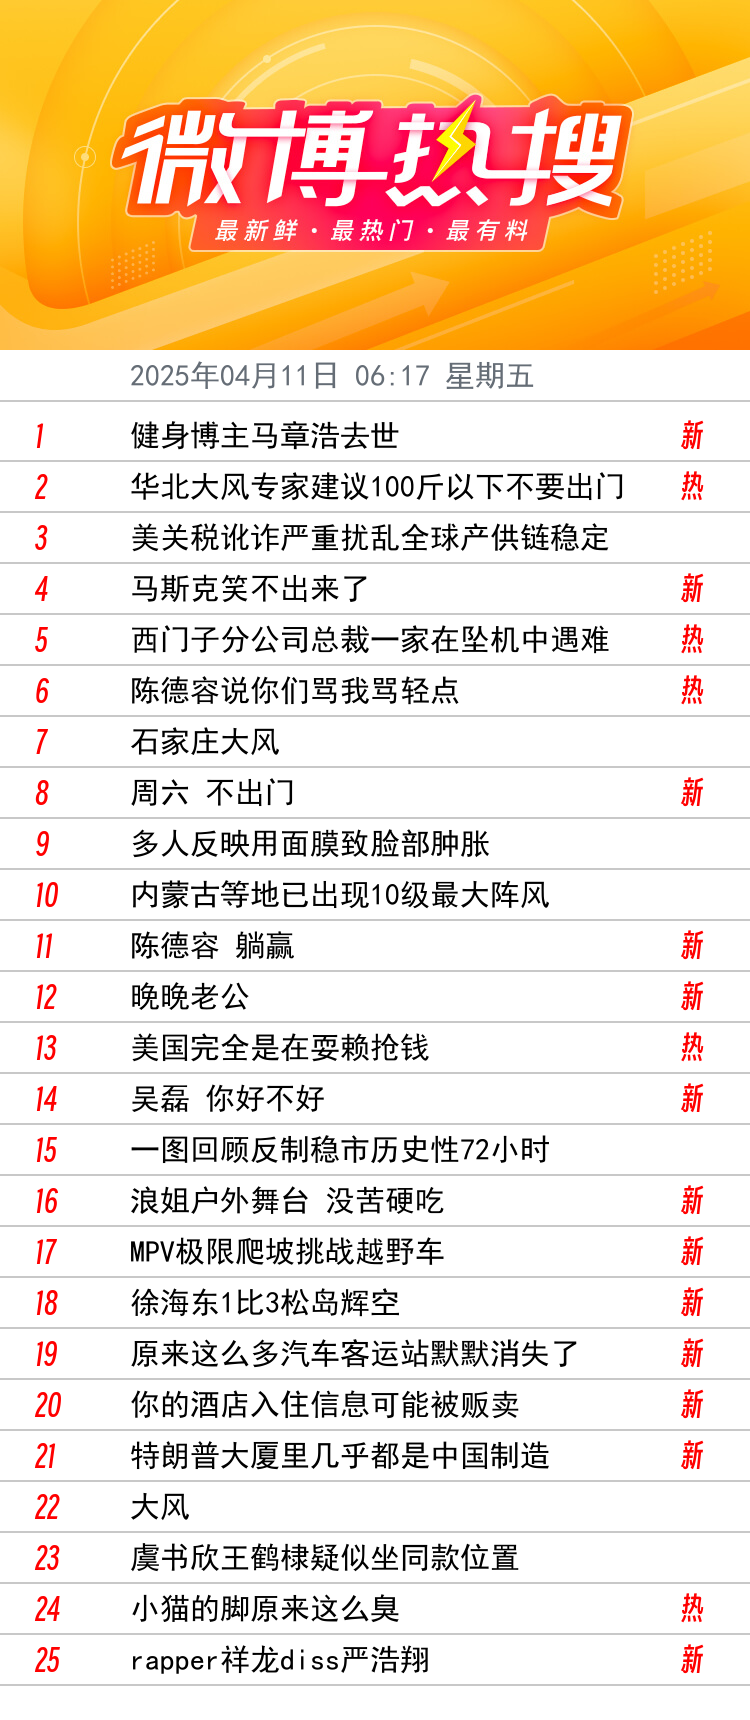 微博热搜
最新鲜·最热门·最有料
2025年04月11日 06:17 星期五
1 健身博主马章浩去世 新
2 华北大风专家建议100斤以下不要出门 热
3 美关税讹诈严重扰乱全球产供链稳定
4 马斯克笑不出来了 新
5 西门子分公司总裁一家在坠机中遇难 热
6 陈德容说你们骂我骂轻点 热
7 石家庄大风
8 周六 不出门 新
9 多人反映用面膜致脸部肿胀
10 内蒙古等地已出现10级最大阵风
11 陈德容 躺赢 新
12 晚晚老公 新
13 美国完全是在耍赖抢钱 热
14 吴磊 你好不好 新
15 一图回顾反制稳市历史性72小时
16 浪姐户外舞台 没苦硬吃 新
17 MPV极限爬坡挑战越野车 新
18 徐海东1比3松岛辉空 新
19 原来这么多汽车客运站默默消失了 新
20 你的酒店入住信息可能被贩卖 新
21 特朗普大厦里几乎都是中国制造 新
22 大风
23 虞书欣王鹤棣疑似坐同款位置
24 小猫的脚原来这么臭 热
25 rapper祥龙diss严浩翔 新